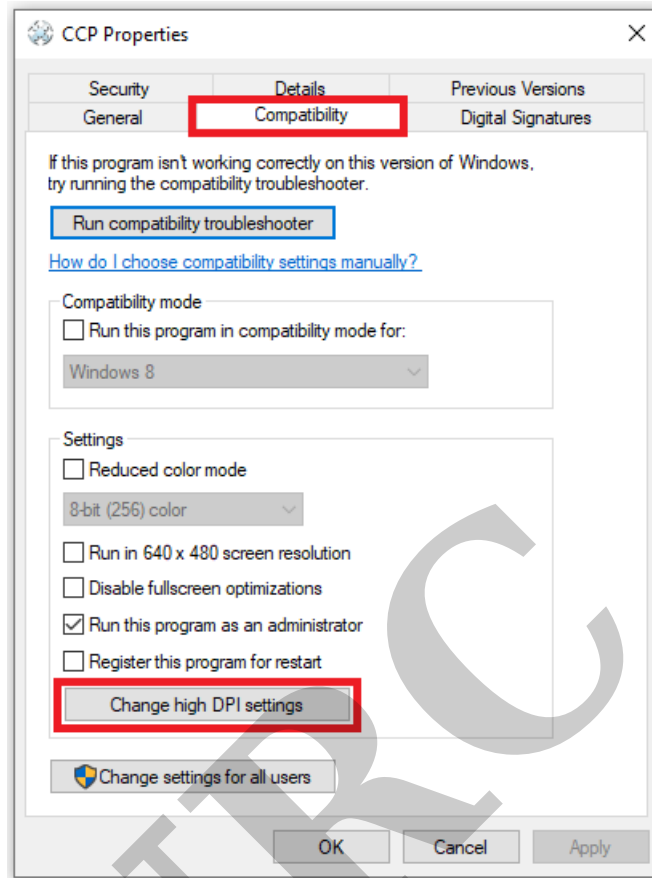 CCP Properties
Security Details Previous Versions
General Compatibility Digital Signatures
If this program isn't working correctly on this version of Windows,
try running the compatibility troubleshooter.
Run compatibility troubleshooter
How do I choose compatibility settings manually?
Compatibility mode
Run this program in compatibility mode for:
Windows 8
Settings
Reduced color mode
8-bit (256) color
Run in 640 x 480 screen resolution
Disable fullscreen optimizations
Run this program as an administrator
Register this program for restart
Change high DPI settings
Change settings for all users
OK Cancel Apply